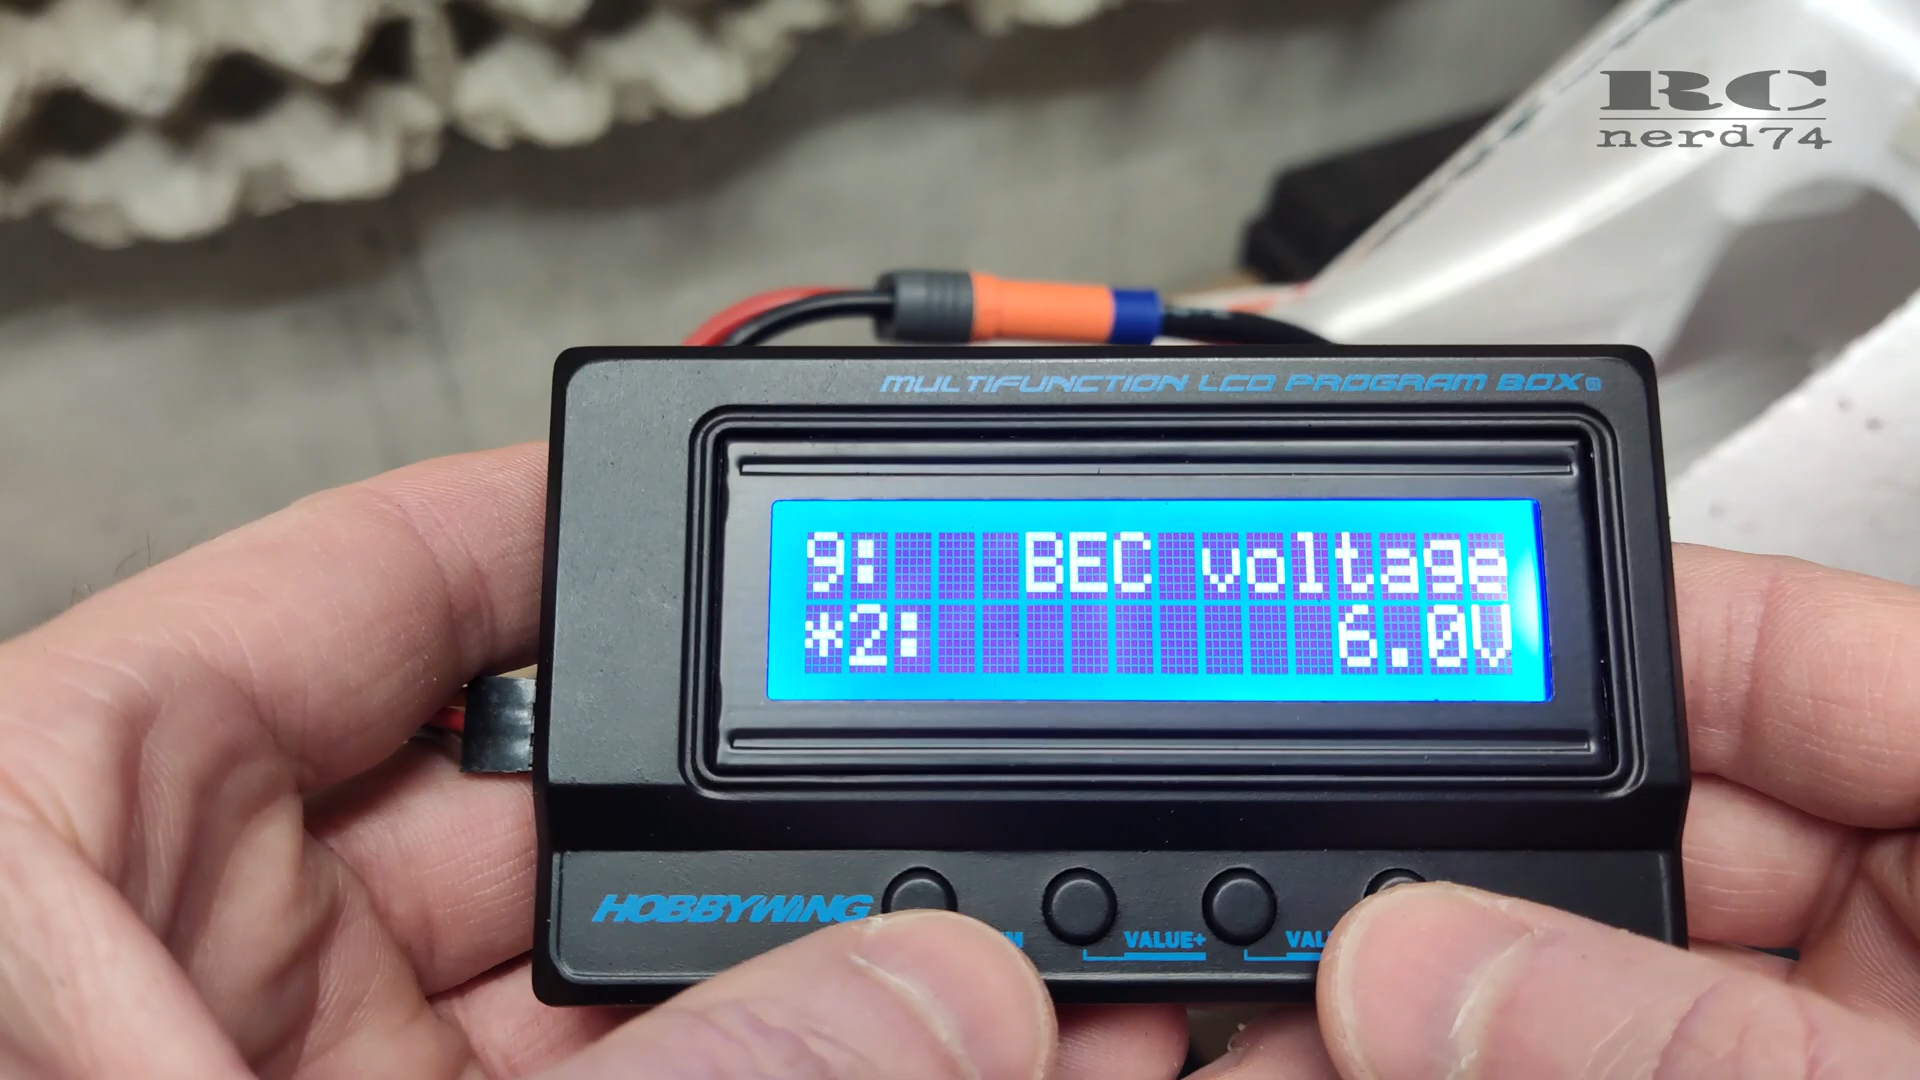 RC
nerd74
MULTIFUNCTION LCD PROGRAM BOX
9: BEC voltage
*2: 6.0V
HOBBYWING
VALUE+